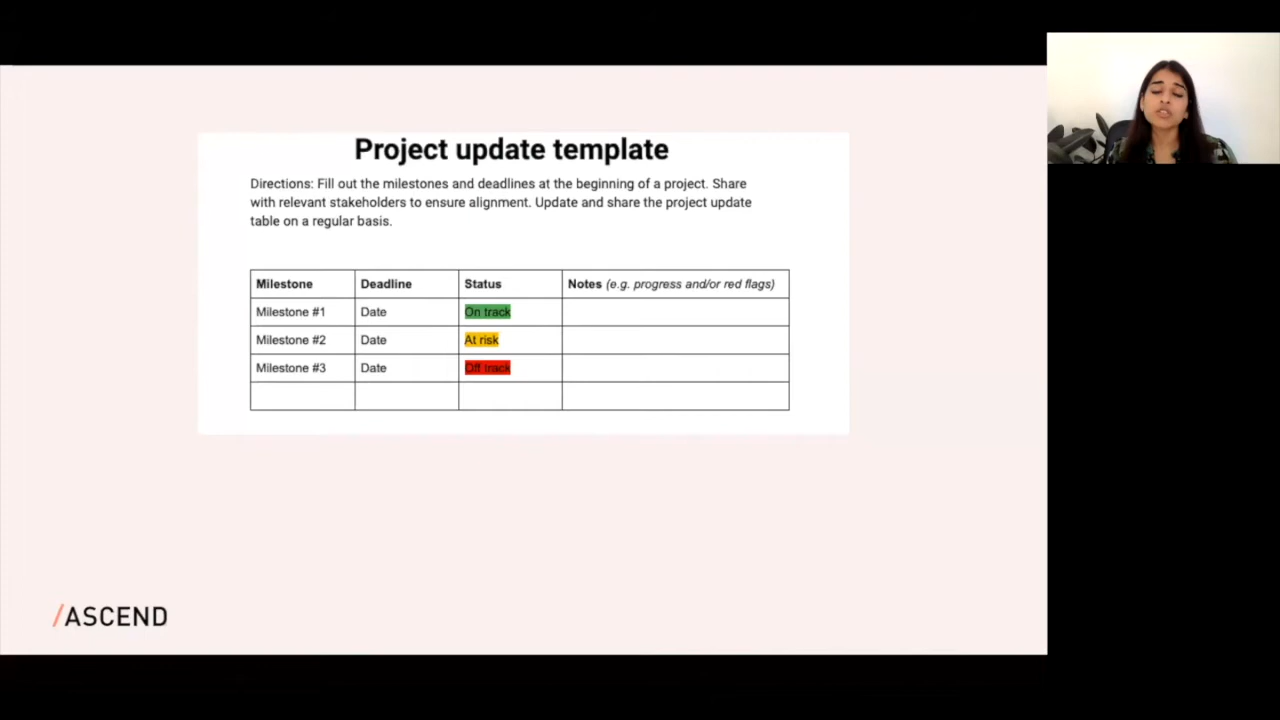 Project update template
Directions: Fill out the milestones and deadlines at the beginning of a project. Share
with relevant stakeholders to ensure alignment. Update and share the project update
table on a regular basis.
Milestone Deadline Status Notes (e.g. progress and/or red flags)
Milestone #1 Date On track
Milestone #2 Date At risk
Milestone #3 Date Off track
/ASCEND